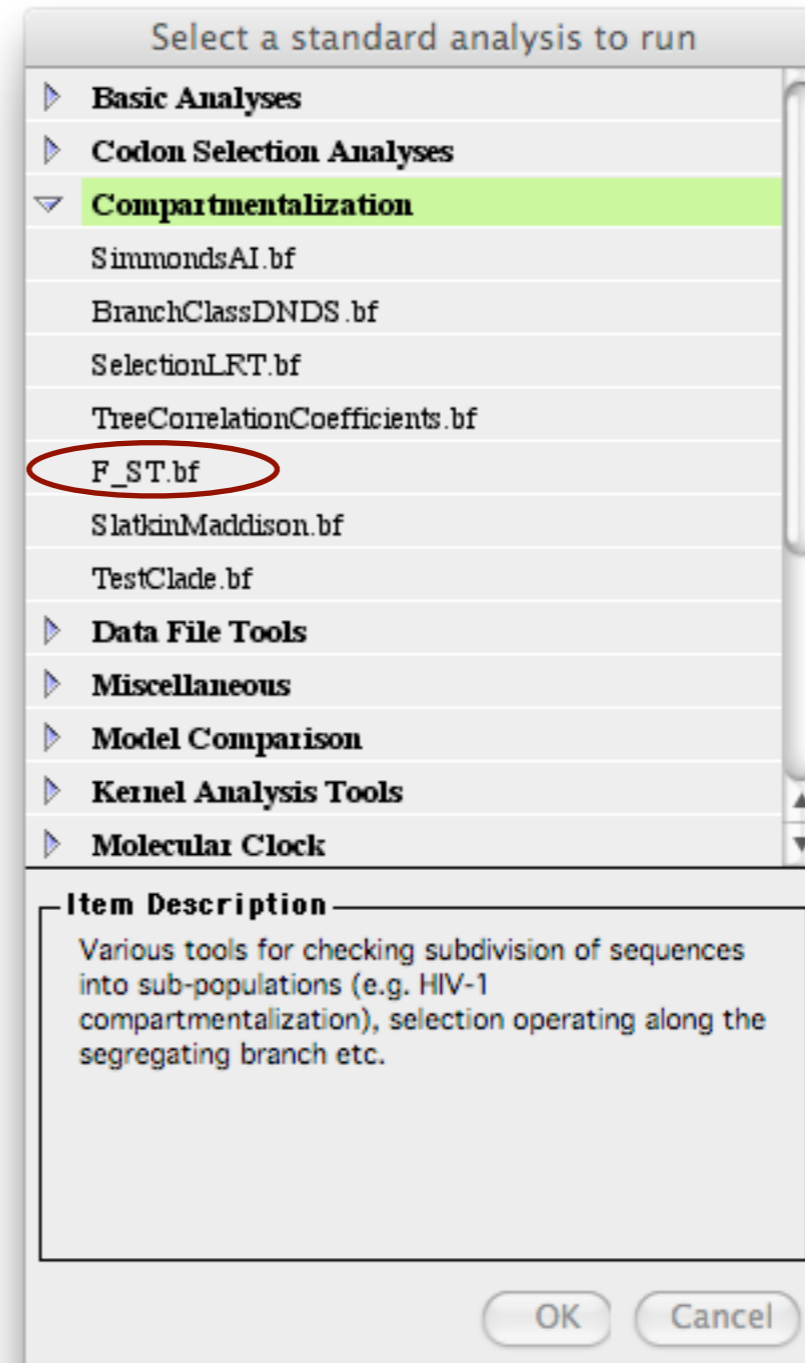 Select a standard analysis to run
Basic Analyses
Codon Selection Analyses
Compartmentalization
SimmondsAI.bf
BranchClassDNDS.bf
SelectionLRT.bf
TreeCorrelationCoefficients.bf
F_ST.bf
SlatkinMaddison.bf
TestClade.bf
Data File Tools
Miscellaneous
Model Comparison
Kernel Analysis Tools
Molecular Clock
Item Description
Various tools for checking subdivision of sequences
into sub-populations (e.g. HIV-1
compartmentalization), selection operating along the
segregating branch etc.
OK Cancel